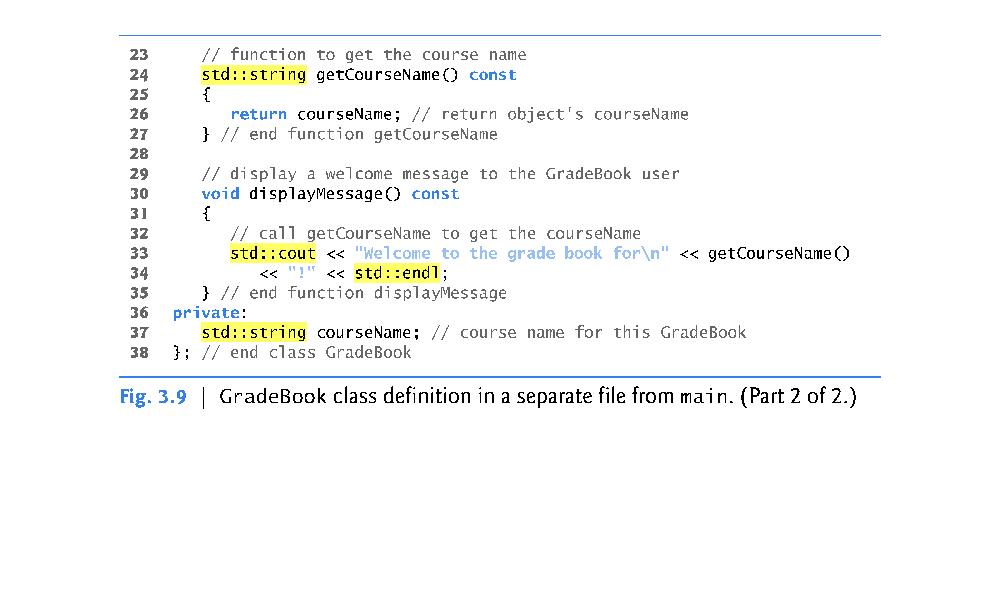 23 // function to get the course name
24 std::string getCourseName() const
25 {
26 return courseName; // return object's courseName
27 } // end function getCourseName
28
29 // display a welcome message to the GradeBook user
30 void displayMessage() const
31 {
32 // call getCourseName to get the courseName
33 std::cout << "Welcome to the grade book for\n" << getCourseName()
34 << "!" << std::endl;
35 } // end function displayMessage
36 private:
37 std::string courseName; // course name for this GradeBook
38 }; // end class GradeBook
Fig. 3.9 | GradeBook class definition in a separate file from main. (Part 2 of 2.)